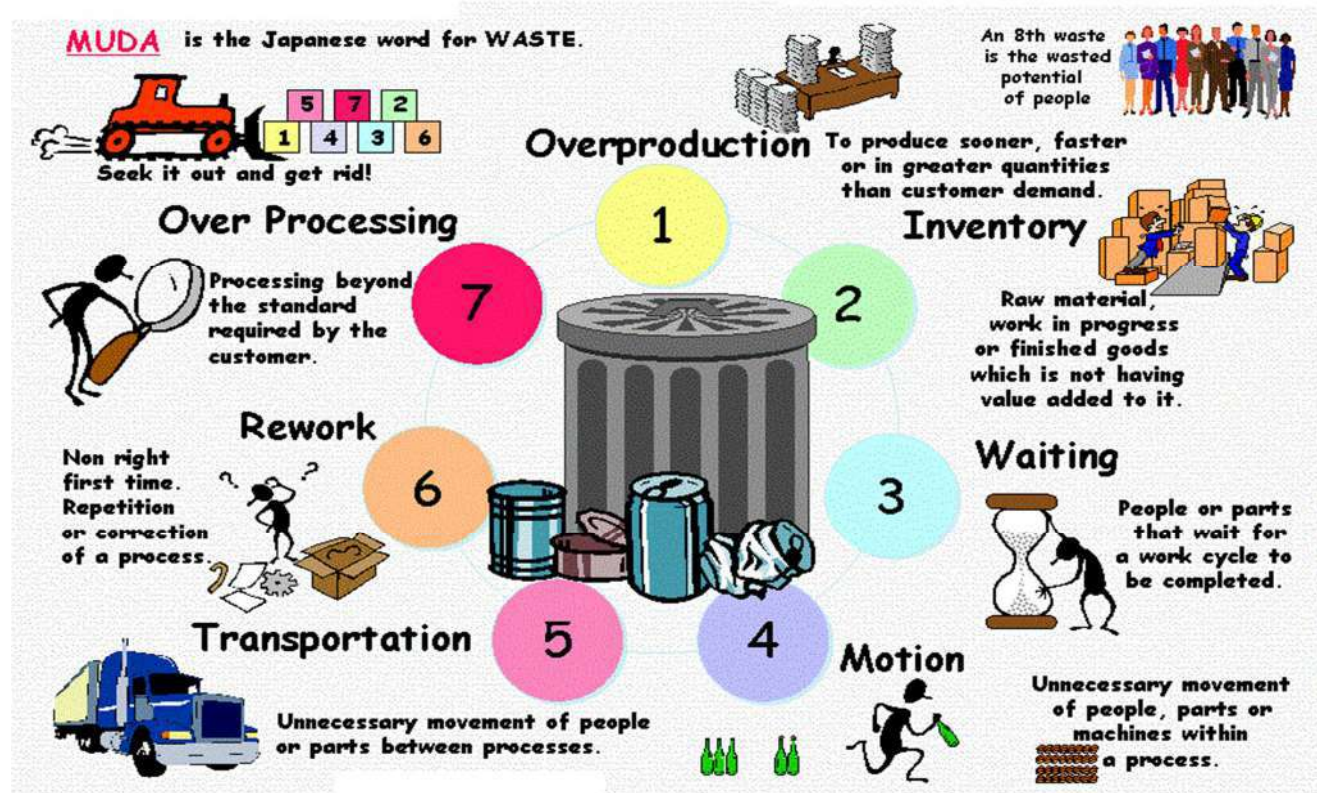 MUDA is the Japanese word for WASTE.
5 7 2
1 4 3 6
Seek it out and get rid!
An 8th waste
is the wasted
potential
of people
Overproduction
To produce sooner, faster
or in greater quantities
than customer demand.
1
Inventory
Raw material,
work in progress
or finished goods
which is not having
value added to it.
2
Waiting
People or parts
that wait for
a work cycle to
be completed.
3
Motion
Unnecessary movement
of people, parts or
machines within
a process.
4
Transportation
Unnecessary movement of people
or parts between processes.
5
Rework
Non right
first time.
Repetition
or correction
of a process.
? ?
6
Over Processing
Processing beyond
the standard
required by the
customer.
7